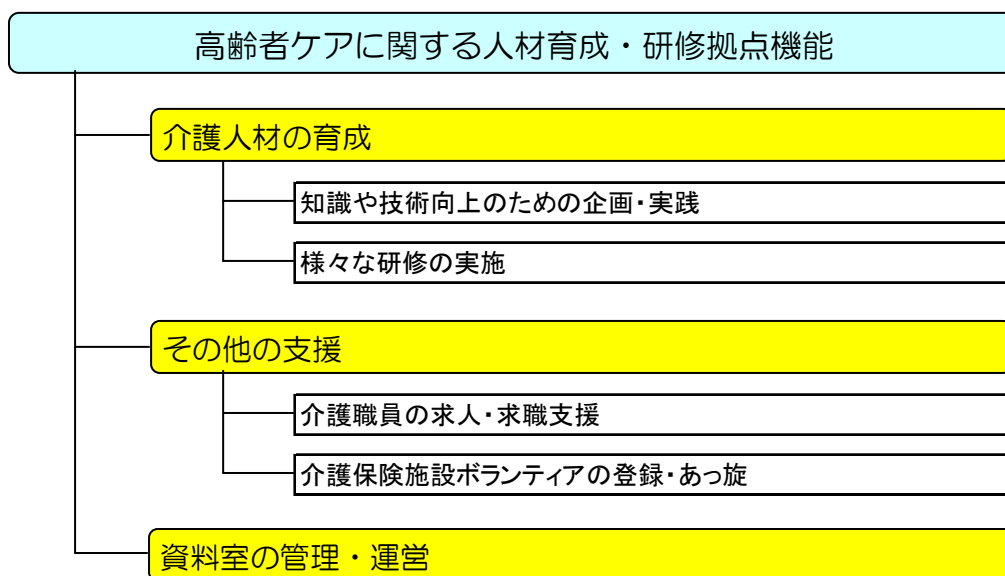 高齢者ケアに関する人材育成・研修拠点機能
介護人材の育成
知識や技術向上のための企画・実践
様々な研修の実施
その他の支援
介護職員の求人・求職支援
介護保険施設ボランティアの登録・あっ旋
資料室の管理・運営